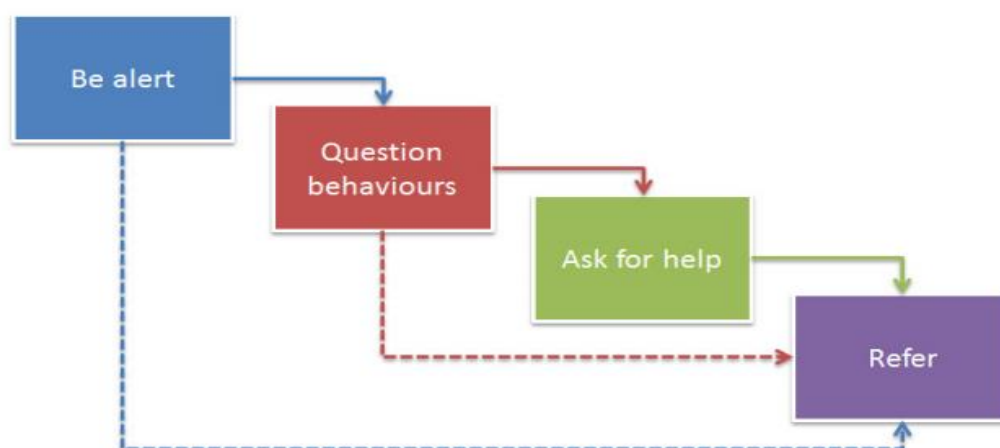 Be alert
Question
behaviours
Ask for help
Refer